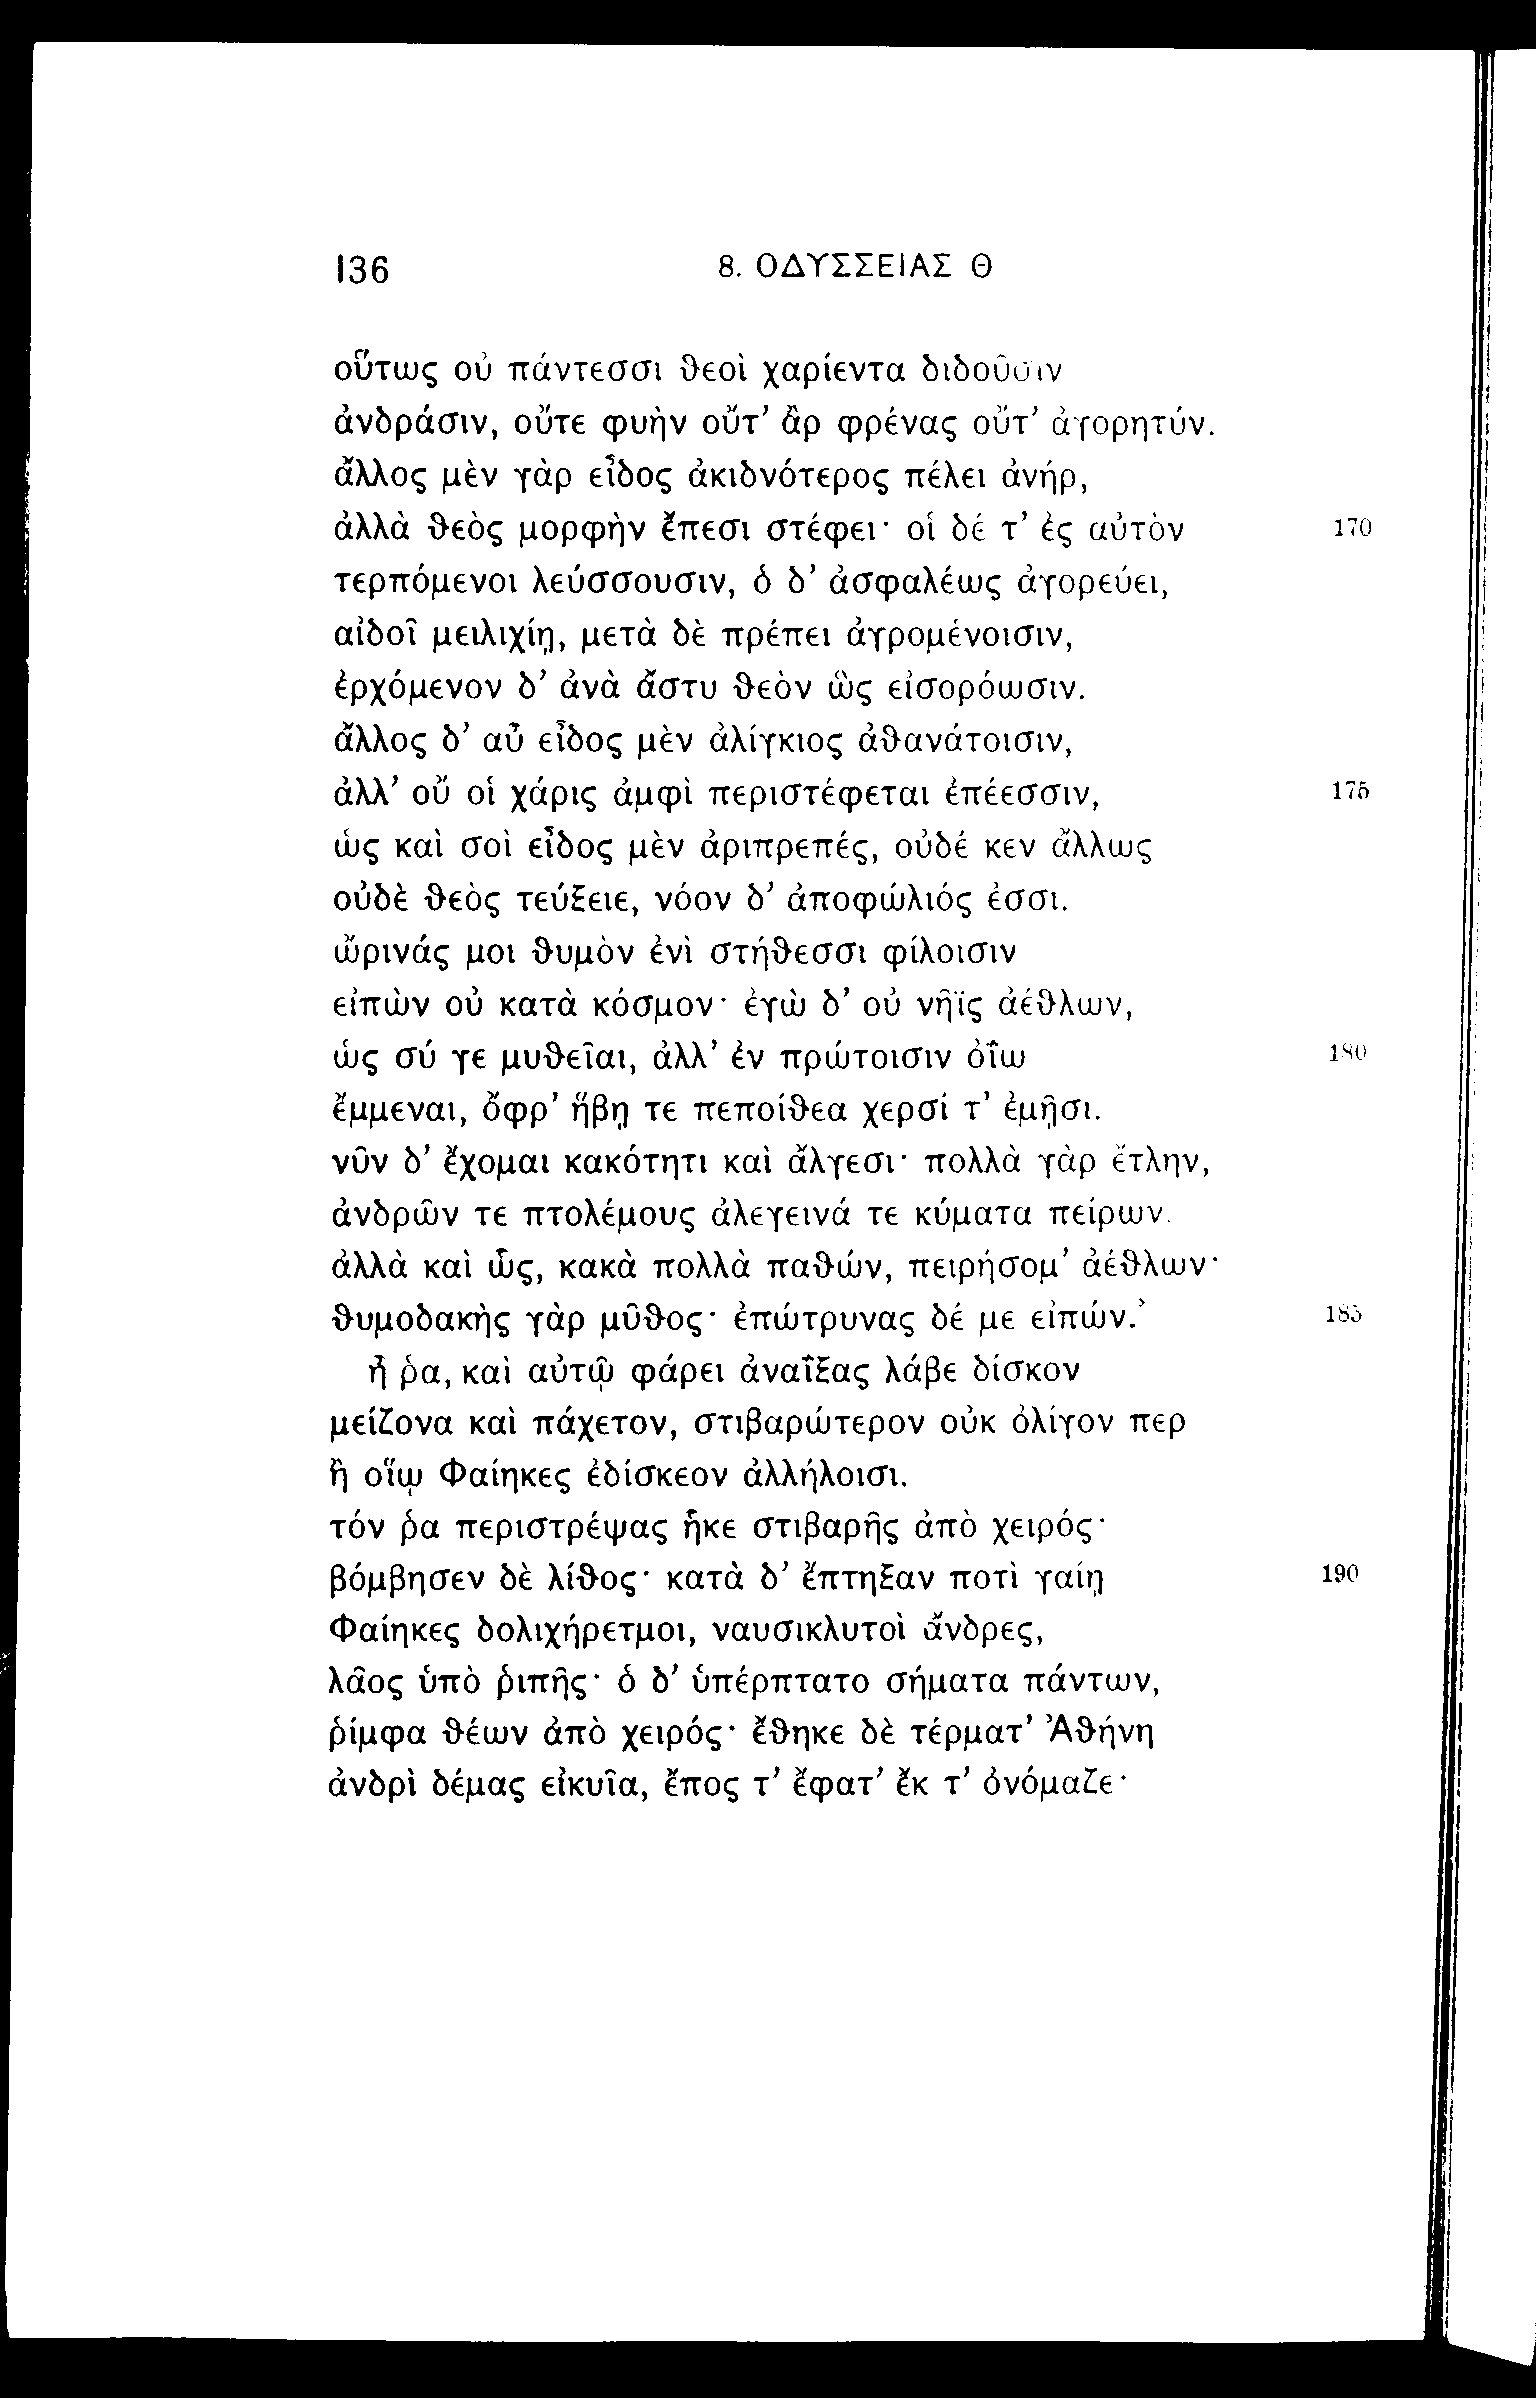 136 8. ΟΔΥΣΣΕΙΑΣ Θ
οὕτως οὐ πάντεσσι θεοὶ χαρίεντα διδοῦσιν
ἀνδράσιν, οὔτε φυὴν οὔτ’ ἂρ φρένας οὔτ’ ἀγορητύν.
ἄλλος μὲν γὰρ εἶδος ἀκιδνότερος πέλει ἀνήρ,
ἀλλὰ θεὸς μορφὴν ἔπεσι στέφει· οἱ δέ τ’ ἐς αὐτὸν 170
τερπόμενοι λεύσσουσιν, ὁ δ’ ἀσφαλέως ἀγορεύει,
αἰδοῖ μειλιχίῃ, μετὰ δὲ πρέπει ἀγρομένοισιν,
ἐρχόμενον δ’ ἀνὰ ἄστυ θεὸν ὣς εἰσορόωσιν.
ἄλλος δ’ αὖ εἶδος μὲν ἀλίγκιος ἀθανάτοισιν,
ἀλλ’ οὔ οἱ χάρις ἀμφὶ περιστέφεται ἐπέεσσιν, 175
ὡς καὶ σοὶ εἶδος μὲν ἀριπρεπές, οὐδέ κεν ἄλλως
οὐδὲ θεὸς τεύξειε, νόον δ’ ἀποφώλιός ἐσσι.
ὤρινάς μοι θυμὸν ἐνὶ στήθεσσι φίλοισιν
εἰπὼν οὐ κατὰ κόσμον· ἐγὼ δ’ οὐ νῆϊς ἀέθλων,
ὡς σύ γε μυθεῖαι, ἀλλ’ ἐν πρώτοισιν ὀΐω 180
ἔμμεναι, ὄφρ’ ἥβῃ τε πεποίθεα χερσί τ’ ἐμῇσι.
νῦν δ’ ἔχομαι κακότητι καὶ ἄλγεσι· πολλὰ γὰρ ἔτλην,
ἀνδρῶν τε πτολέμους ἀλεγεινά τε κύματα πείρων.
ἀλλὰ καὶ ὧς, κακὰ πολλὰ παθών, πειρήσομ’ ἀέθλων·
θυμοδακὴς γὰρ μῦθος· ἐπώτρυνας δέ με εἰπών.’ 185
ἦ ῥα, καὶ αὐτῷ φάρει ἀναΐξας λάβε δίσκον
μείζονα καὶ πάχετον, στιβαρώτερον οὐκ ὀλίγον περ
ἢ οἵῳ Φαίηκες ἐδίσκεον ἀλλήλοισι.
τόν ῥα περιστρέψας ἧκε στιβαρῆς ἀπὸ χειρός·
βόμβησεν δὲ λίθος· κατὰ δ’ ἔπτηξαν ποτὶ γαίῃ 190
Φαίηκες δολιχήρετμοι, ναυσικλυτοὶ ἄνδρες,
λᾶος ὑπὸ ῥιπῆς· ὁ δ’ ὑπέρπτατο σήματα πάντων,
ῥίμφα θέων ἀπὸ χειρός· ἔθηκε δὲ τέρματ’ Ἀθήνη
ἀνδρὶ δέμας εἰκυῖα, ἔπος τ’ ἔφατ’ ἔκ τ’ ὀνόμαζε·